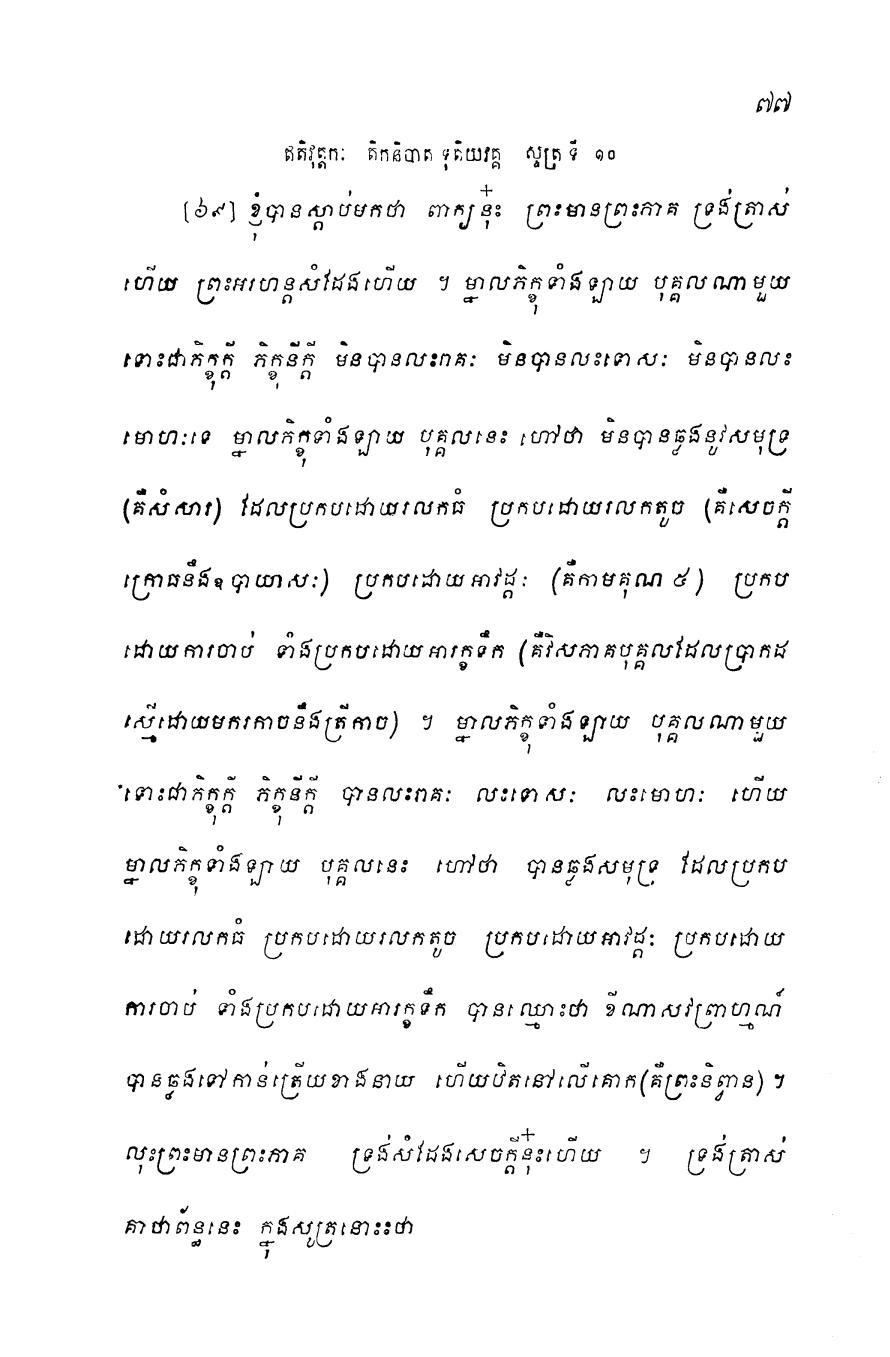 ៧៧
ឥតិវុត្តកៈ តិកនិបាត ទុតិយវគ្គ សូត្រ ទី ១០
[៦៩] ខ្ញុំបានស្តាប់មកថា ពាក្យនុ៎ះ ព្រះមានព្រះភាគ ទ្រង់ត្រាស់
ហើយ ព្រះអរហន្តសំដែងហើយ ។ ម្នាលភិក្ខុទាំងឡាយ បុគ្គលណាមួយ
ទោះជាភិក្ខុក្តី ភិក្ខុនីក្តី មិនបានលះរាគៈ មិនបានលះទោសៈ មិនបានលះ
មោហៈទេ ម្នាលភិក្ខុទាំងឡាយ បុគ្គលនេះ ហៅថា មិនបានឆ្លងនូវសមុទ្រ
(គឺសំសារ) ដែលប្រកបដោយរលកធំ ប្រកបដោយរលកតូច (គឺសេចក្តី
ក្រោធនឹងឧបាយាសៈ) ប្រកបដោយអាវដ្តៈ (គឺកាមគុណ ៥) ប្រកប
ដោយការចាប់ ទាំងប្រកបដោយអារក្ខទឹក (គឺវិសភាគបុគ្គលដែលប្រាកដ
ស្មើដោយមករកាចនឹងត្រីកាច) ។ ម្នាលភិក្ខុទាំងឡាយ បុគ្គលណាមួយ
ទោះជាភិក្ខុក្តី ភិក្ខុនីក្តី បានលះរាគៈ លះទោសៈ លះមោហៈ ហើយ
ម្នាលភិក្ខុទាំងឡាយ បុគ្គលនេះ ហៅថា បានឆ្លងសមុទ្រ ដែលប្រកប
ដោយរលកធំ ប្រកបដោយរលកតូច ប្រកបដោយអាវដ្តៈ ប្រកបដោយ
ការចាប់ ទាំងប្រកបដោយអារក្ខទឹក បានឈ្មោះថា ខីណាសវព្រាហ្មណ៍
បានឆ្លងទៅកាន់ត្រើយខាងនាយ ហើយឋិតនៅលើគោក(គឺព្រះនិព្វាន) ។
លុះព្រះមានព្រះភាគ ទ្រង់សំដែងសេចក្តីនុ៎ះហើយ ។ ទ្រង់ត្រាស់
គាថាព័ន្ធនេះ ក្នុងសូត្រនោះះថា